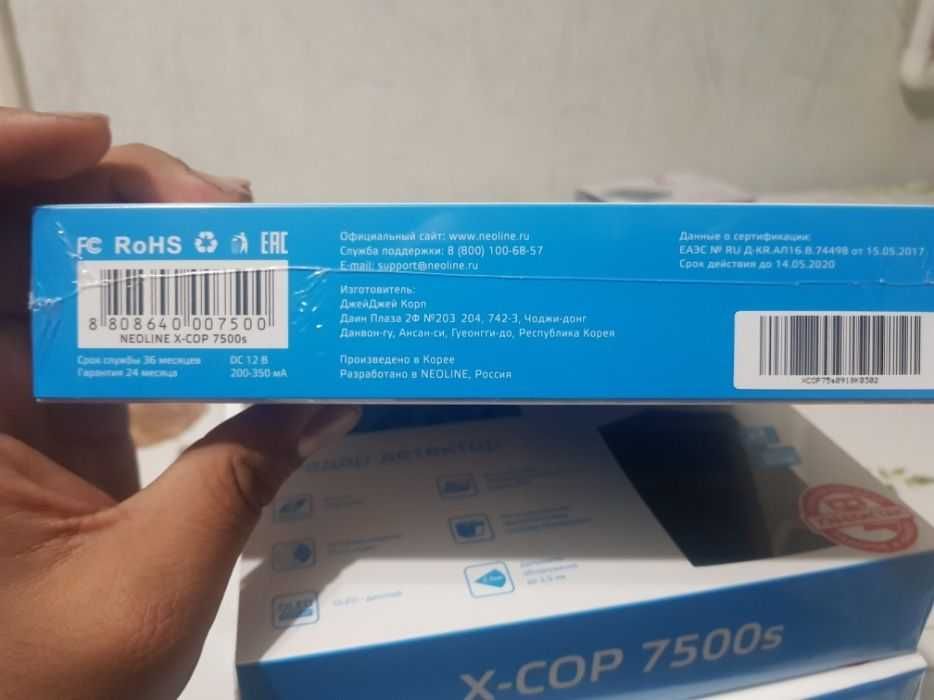 FC RoHS EAC
8 808640 007500
NEOLINE X-COP 7500s
Срок службы 36 месяцев DC 12 В
Гарантия 24 месяца 200-350 мА
Официальный сайт: www.neoline.ru
Служба поддержки: 8 (800) 100-68-57
E-mail: support@neoline.ru
Изготовитель:
ДжейДжей Корп
Даин Плаза 2Ф №203 204, 742-3, Чоджи-донг
Данвон-гу, Ансан-си, Гуеонгги-до, Республика Корея
Произведено в Корее
Разработано в NEOLINE, Россия
Данные о сертификации:
ЕАЭС № RU Д-KR.АЛ16.В.74498 от 15.05.2017
Срок действия до 14.05.2020
OLED - дисплей
X-COP 7500s